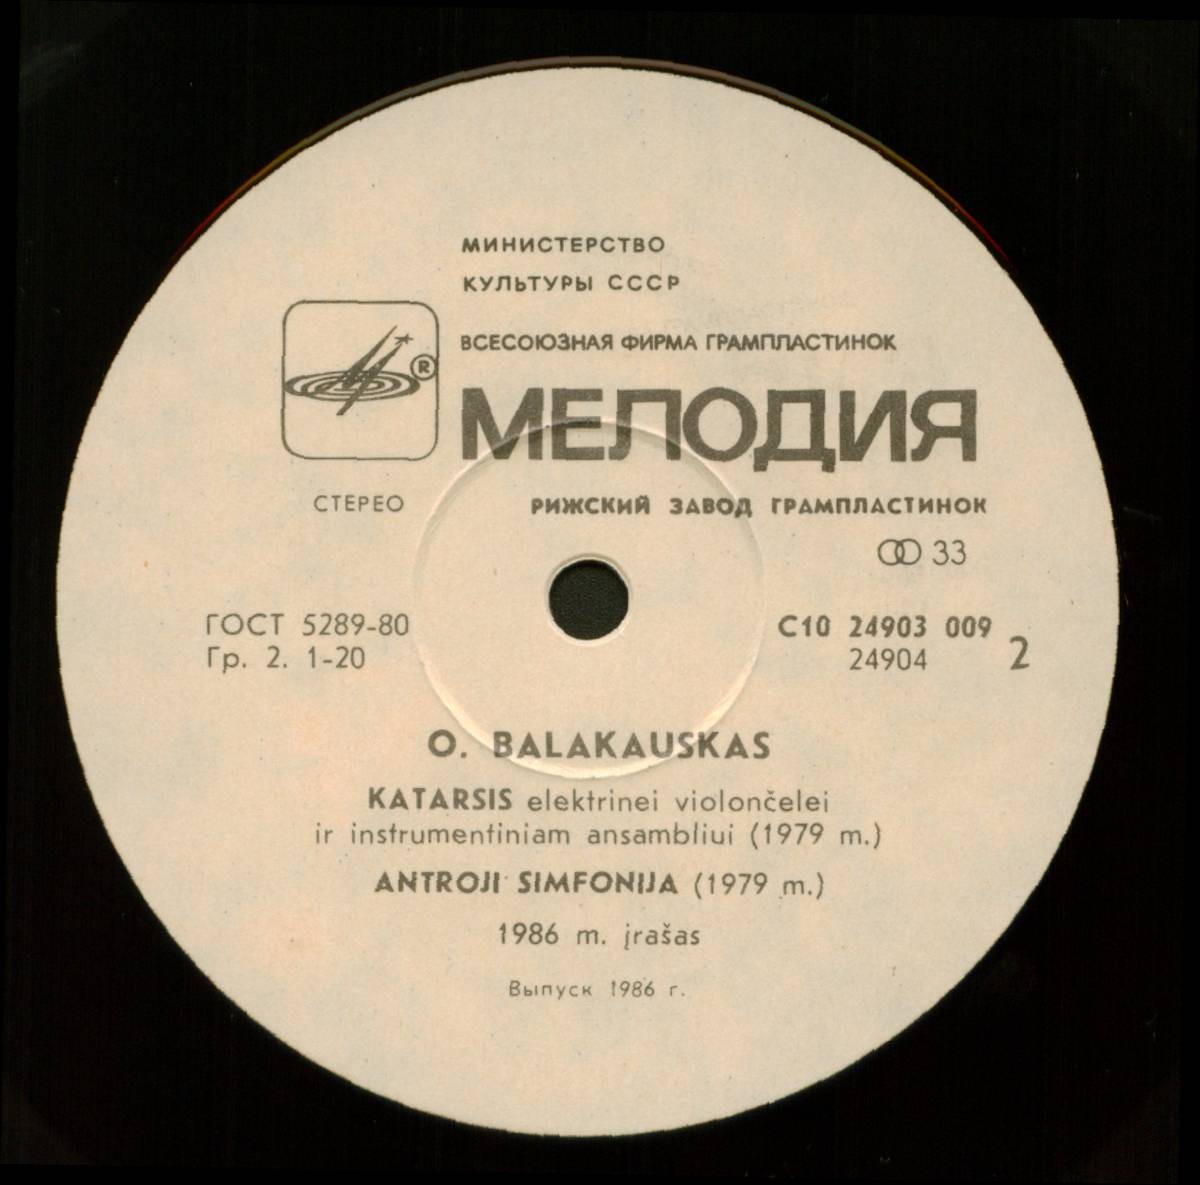 МИНИСТЕРСТВО
КУЛЬТУРЫ СССР
ВСЕСОЮЗНАЯ ФИРМА ГРАМПЛАСТИНОК
®
МЕЛОДИЯ
СТЕРЕО
РИЖСКИЙ ЗАВОД ГРАМПЛАСТИНОК
33
ГОСТ 5289-80
Гр. 2. 1-20
С10 24903 009
24904
2
O. BALAKAUSKAS
KATARSIS elektrinei violončelei
ir instrumentiniam ansambliui (1979 m.)
ANTROJI SIMFONIJA (1979 m.)
1986 m. įrašas
Выпуск 1986 г.